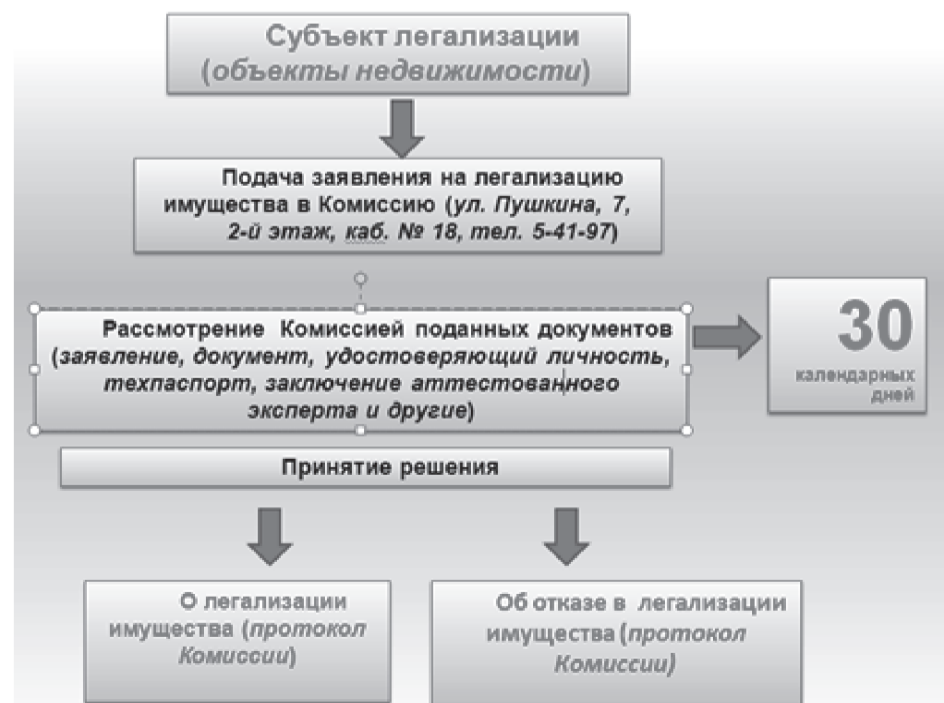 Субъект легализации
(объекты недвижимости)
Подача заявления на легализацию
имущества в Комиссию (ул. Пушкина, 7,
2-й этаж, каб. № 18, тел. 5-41-97)
Рассмотрение Комиссией поданных документов
(заявление, документ, удостоверяющий личность,
техпаспорт, заключение аттестованного
эксперта и другие)
30
календарных
дней
Принятие решения
О легализации
имущества (протокол
Комиссии)
Об отказе в легализации
имущества (протокол
Комиссии)